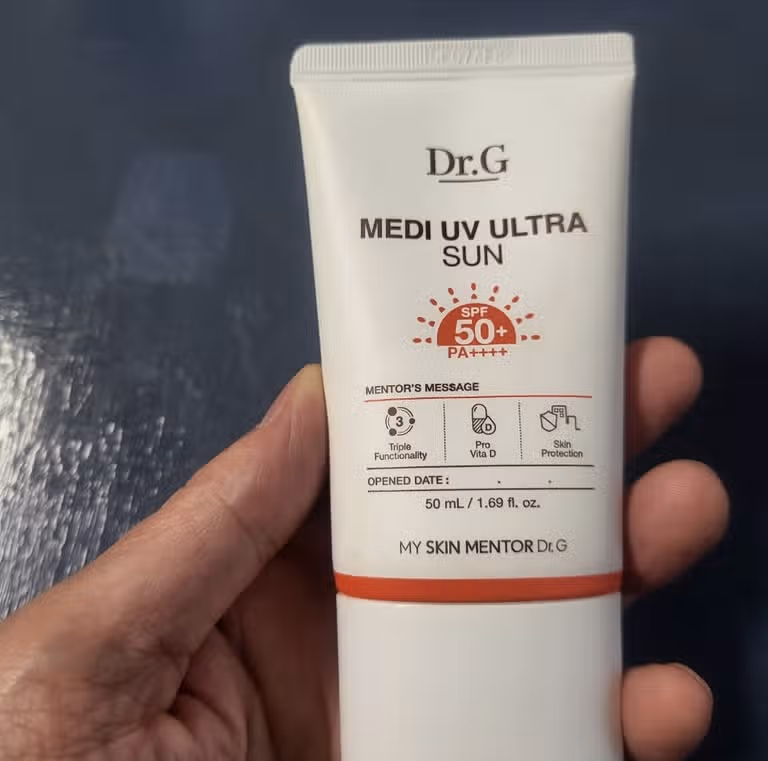 Dr.G
MEDI UV ULTRA
SUN
SPF
50+
PA++++
MENTOR'S MESSAGE
3
D
Triple
Functionality
Pro
Vita D
Skin
Protection
OPENED DATE : . .
50 mL / 1.69 fl. oz.
MY SKIN MENTOR Dr.G